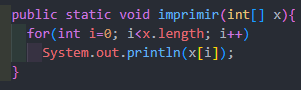 public static void imprimir(int[] x){
for(int i=0; i<x.length; i++)
System.out.println(x[i]);
}